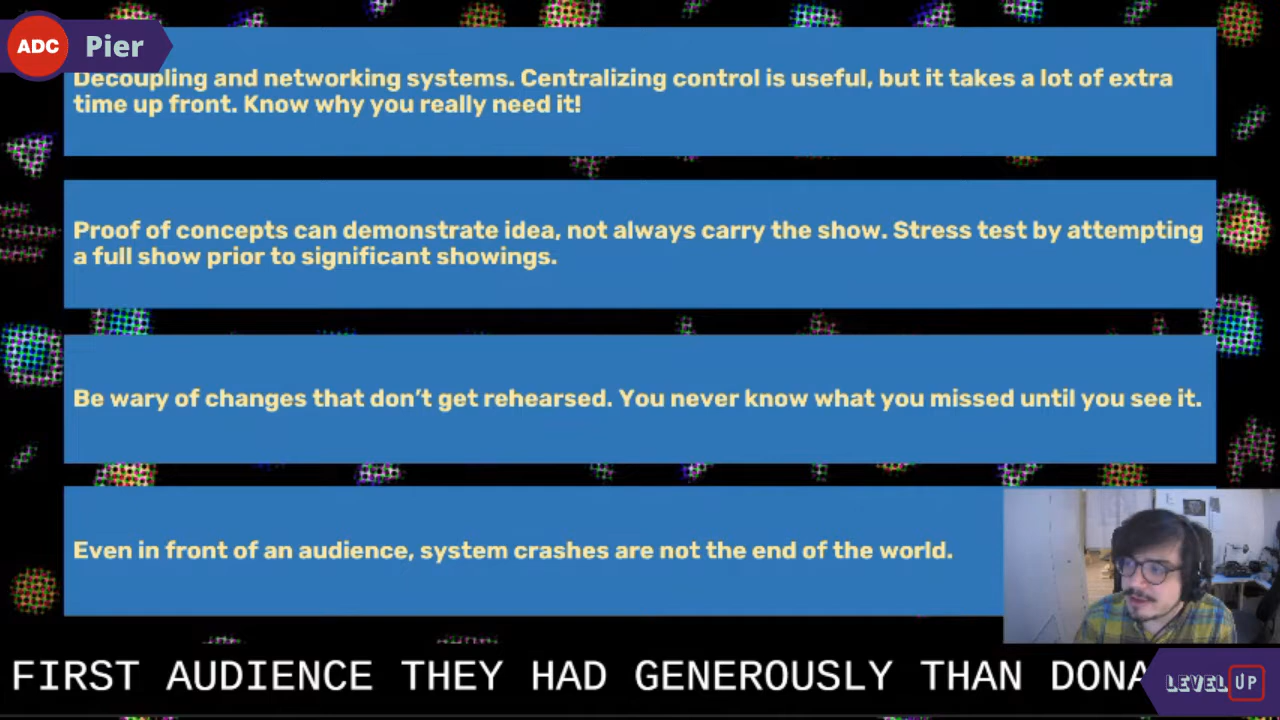 ADC
Pier
Decoupling and networking systems. Centralizing control is useful, but it takes a lot of extra
time up front. Know why you really need it!
Proof of concepts can demonstrate idea, not always carry the show. Stress test by attempting
a full show prior to significant showings.
Be wary of changes that don't get rehearsed. You never know what you missed until you see it.
Even in front of an audience, system crashes are not the end of the world.
FIRST AUDIENCE THEY HAD GENEROUSLY THAN DONA
LEVEL UP